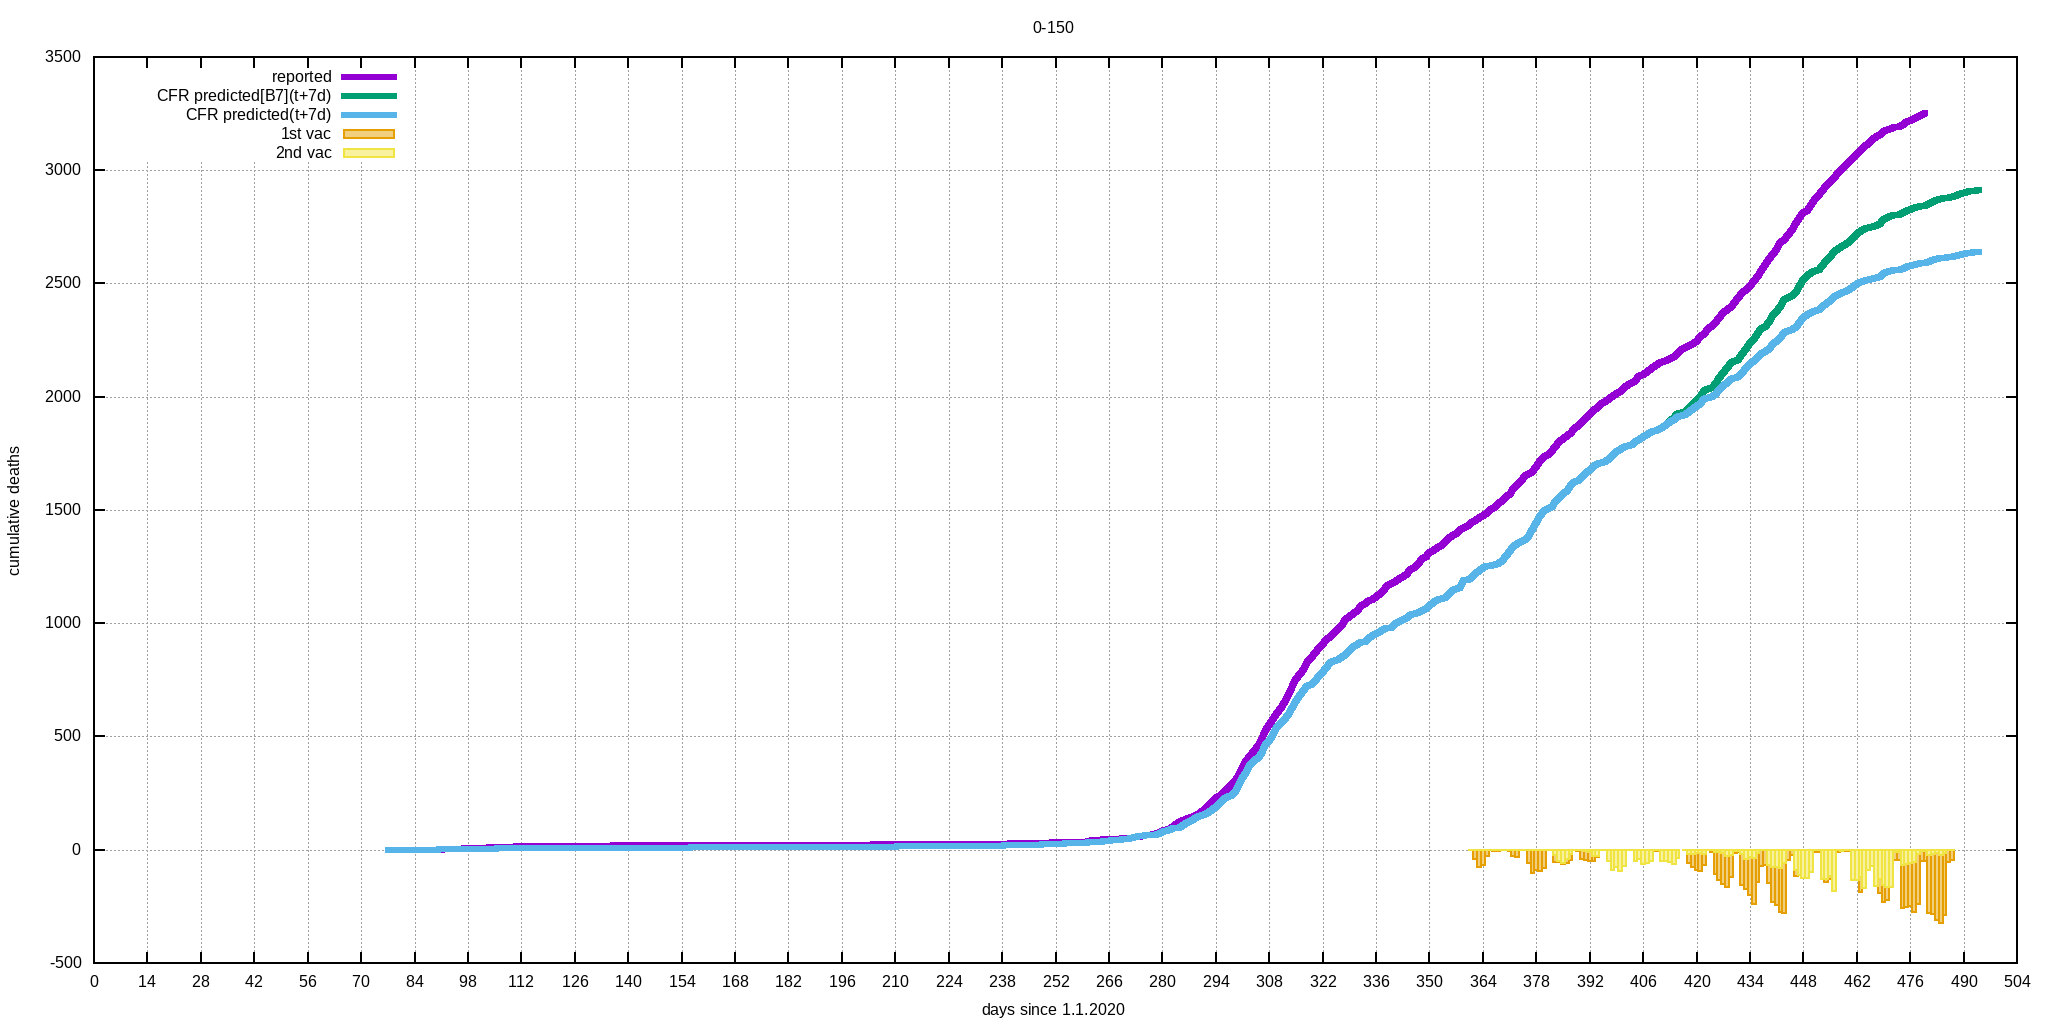 0-150
3500
3000
2500
2000
1500
1000
500
0
-500
cumulative deaths
reported
CFR predicted[B7](t+7d)
CFR predicted(t+7d)
1st vac
2nd vac
0 14 28 42 56 70 84 98 112 126 140 154 168 182 196 210 224 238 252 266 280 294 308 322 336 350 364 378 392 406 420 434 448 462 476 490 504
days since 1.1.2020